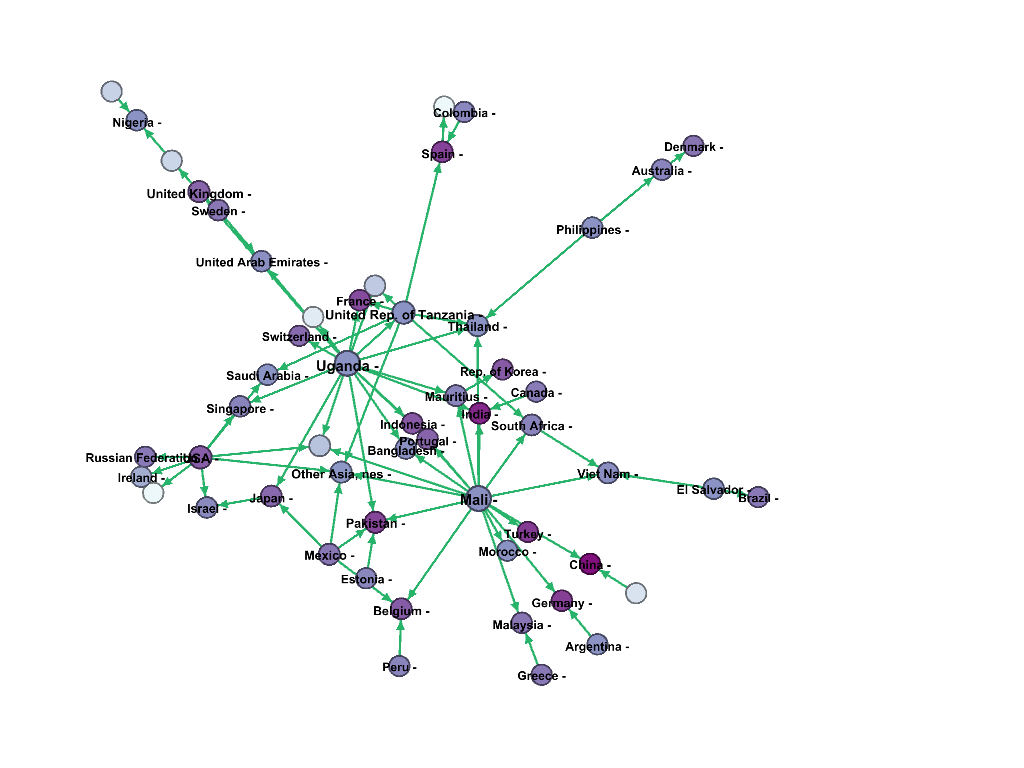 Colombia -
Nigeria -
Denmark -
Spain -
Australia -
United Kingdom -
Sweden -
Philippines -
United Arab Emirates -
France -
United Rep. of Tanzania -
Thailand -
Switzerland -
Uganda -
Rep. of Korea -
Saudi Arabia -
Canada -
Mauritius -
Singapore -
India -
Indonesia -
South Africa -
Portugal -
Bangladesh -
Russian Federation
USA -
Other Asia, nes -
Viet Nam -
Ireland -
El Salvador -
Japan -
Brazil -
Mali -
Israel -
Pakistan -
Turkey -
Morocco -
Mexico -
China -
Estonia -
Germany -
Belgium -
Malaysia -
Argentina -
Peru -
Greece -